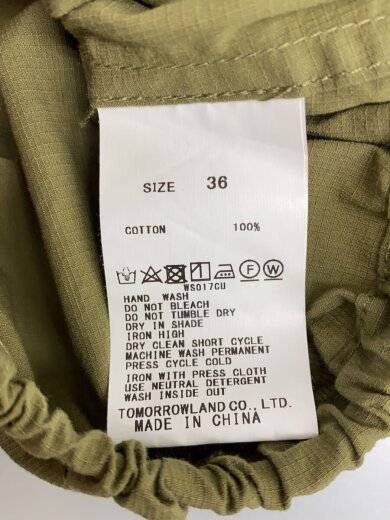 SIZE 36
COTTON 100%
F W
WS017CU
HAND WASH
DO NOT BLEACH
DO NOT TUMBLE DRY
DRY IN SHADE
IRON HIGH
DRY CLEAN SHORT CYCLE
MACHINE WASH PERMANENT
PRESS CYCLE COLD
IRON WITH PRESS CLOTH
USE NEUTRAL DETERGENT
WASH INSIDE OUT
TOMORROWLAND CO., LTD.
MADE IN CHINA